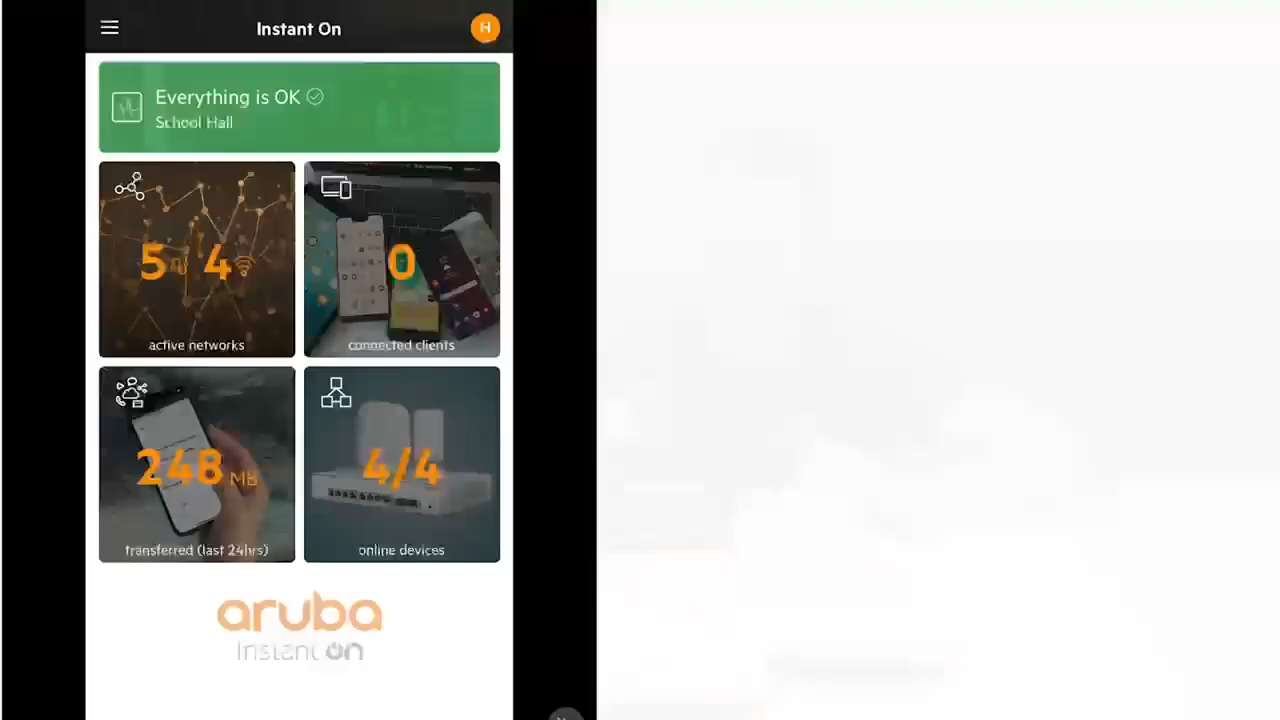 Instant On
H
Everything is OK
School Hall
5 4
active networks
0
connected clients
248 MB
transferred (last 24hrs)
4/4
online devices
aruba
Instant on